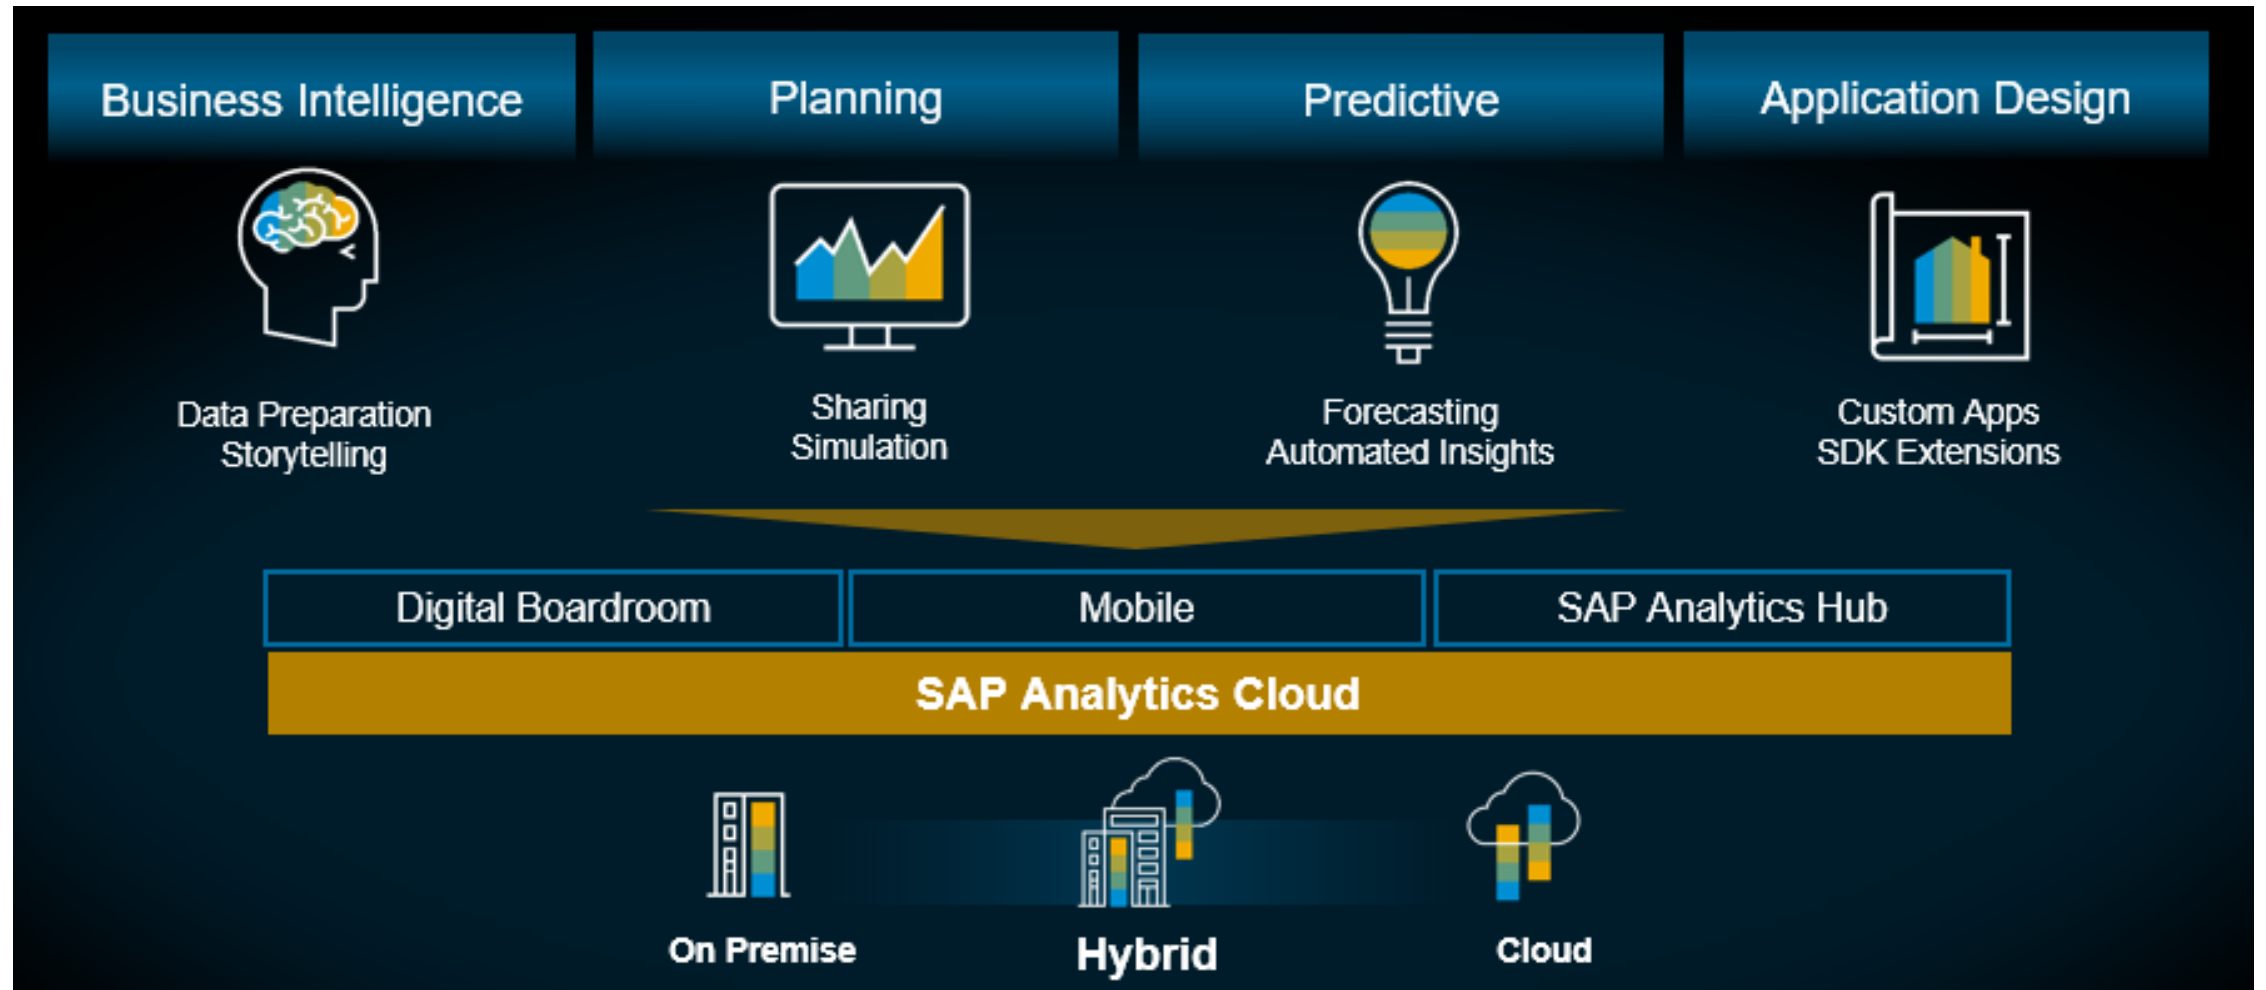 Business Intelligence
Planning
Predictive
Application Design
Data Preparation
Storytelling
Sharing
Simulation
Forecasting
Automated Insights
Custom Apps
SDK Extensions
Digital Boardroom
Mobile
SAP Analytics Hub
SAP Analytics Cloud
On Premise
Hybrid
Cloud